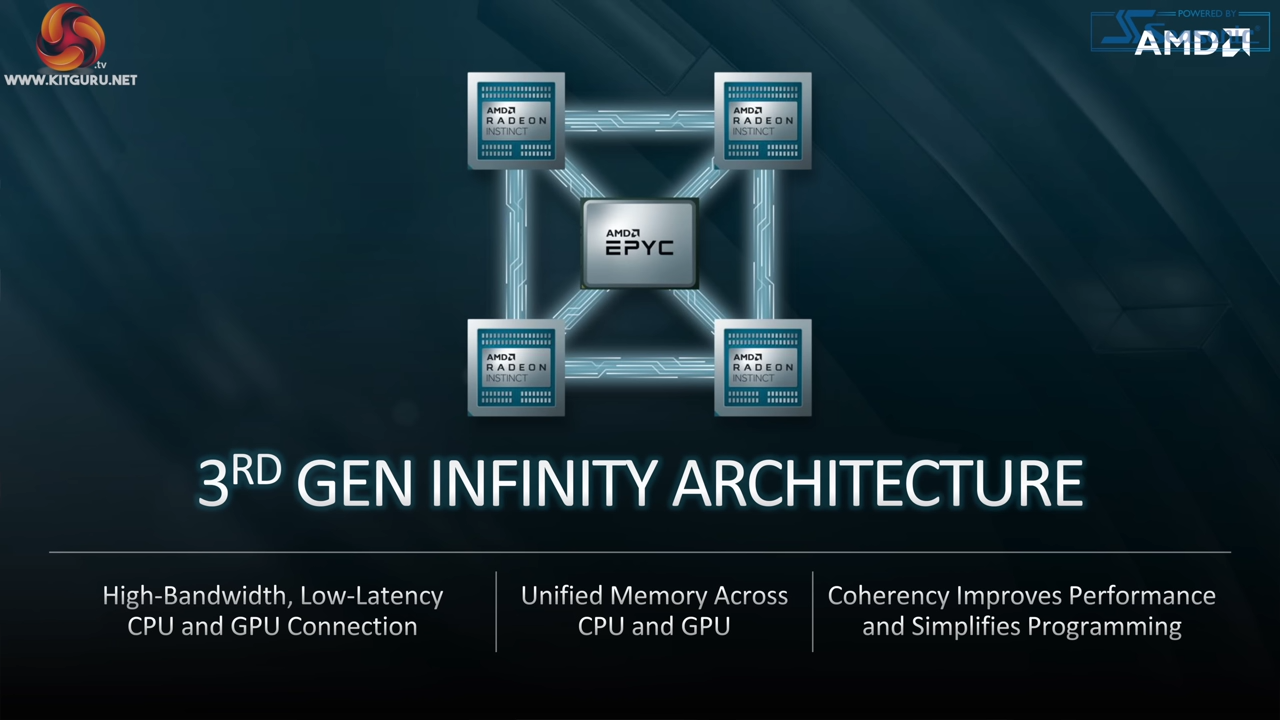 .tv
WWW.KITGURU.NET
POWERED BY
AMD
AMD
RADEON
INSTINCT
AMD
RADEON
INSTINCT
AMD
EPYC
AMD
RADEON
INSTINCT
AMD
RADEON
INSTINCT
3RD GEN INFINITY ARCHITECTURE
High-Bandwidth, Low-Latency
CPU and GPU Connection
Unified Memory Across
CPU and GPU
Coherency Improves Performance
and Simplifies Programming